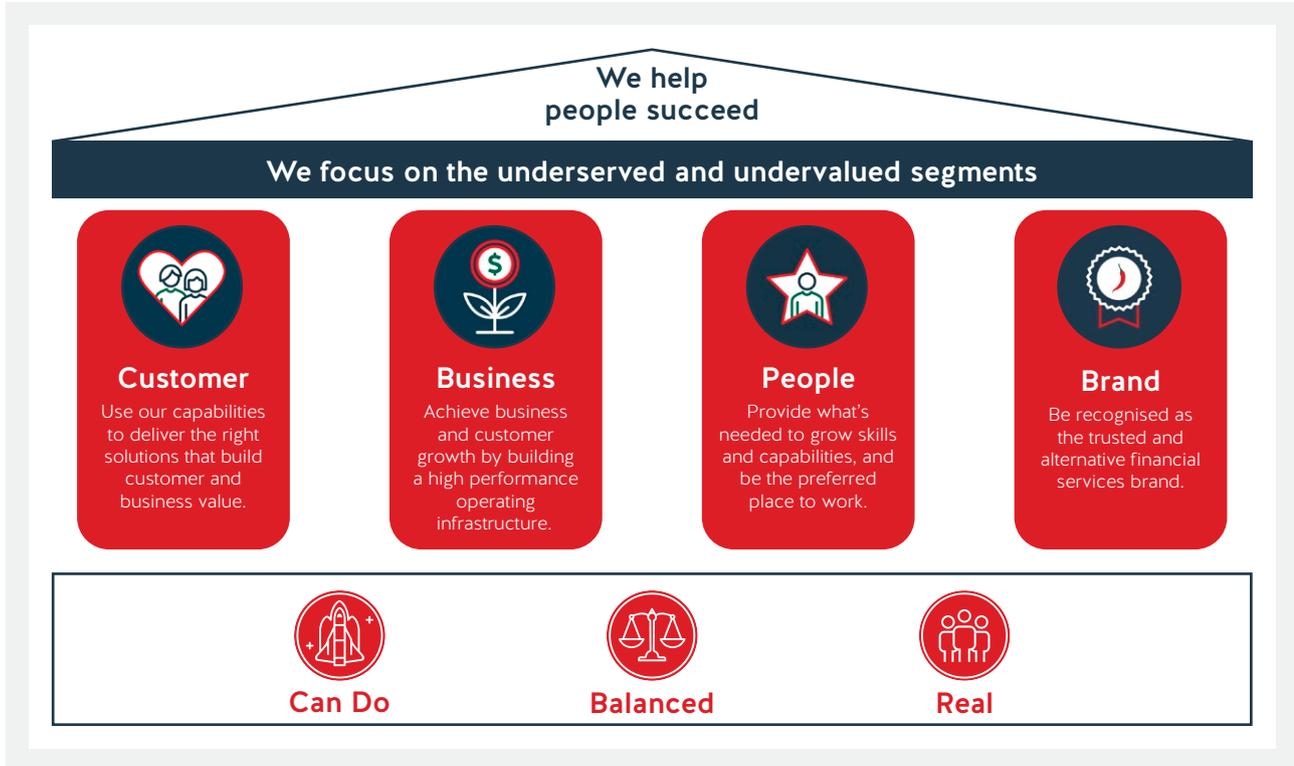 We help
people succeed
We focus on the underserved and undervalued segments
$
Customer
Use our capabilities
to deliver the right
solutions that build
customer and
business value.
Business
Achieve business
and customer
growth by building
a high performance
operating
infrastructure.
People
Provide what's
needed to grow skills
and capabilities, and
be the preferred
place to work.
Brand
Be recognised as
the trusted and
alternative financial
services brand.
Can Do
Balanced
Real